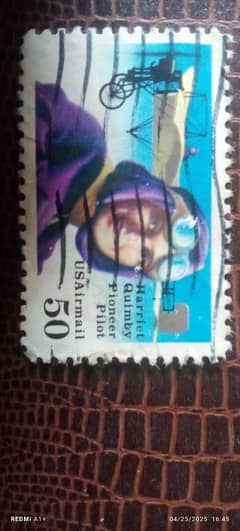 Harriet
Quimby
Pioneer
Pilot
USAirmail
50
REDMI A1+
04/25/2025 16:45